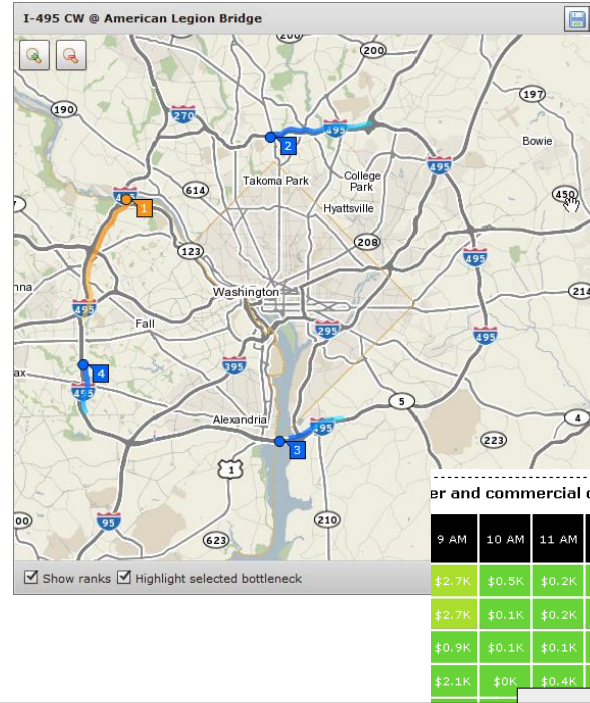 I-495 CW @ American Legion Bridge
200
190
270
2
495
197
Bowie
Takoma Park
College
Park
495
614
450
495
1
Hyattsville
208
123
495
Washington
214
495
Fall
295
495
4
395
495
5
Alexandria
495
4
3
223
1
210
95
623
Show ranks
Highlight selected bottleneck
er and commercial
9 AM 10 AM 11 AM
$2.7K $0.5K $0.2K
$2.7K $0.1K $0.2K
$0.9K $0.1K $0.1K
$2.1K $0K $0.4K